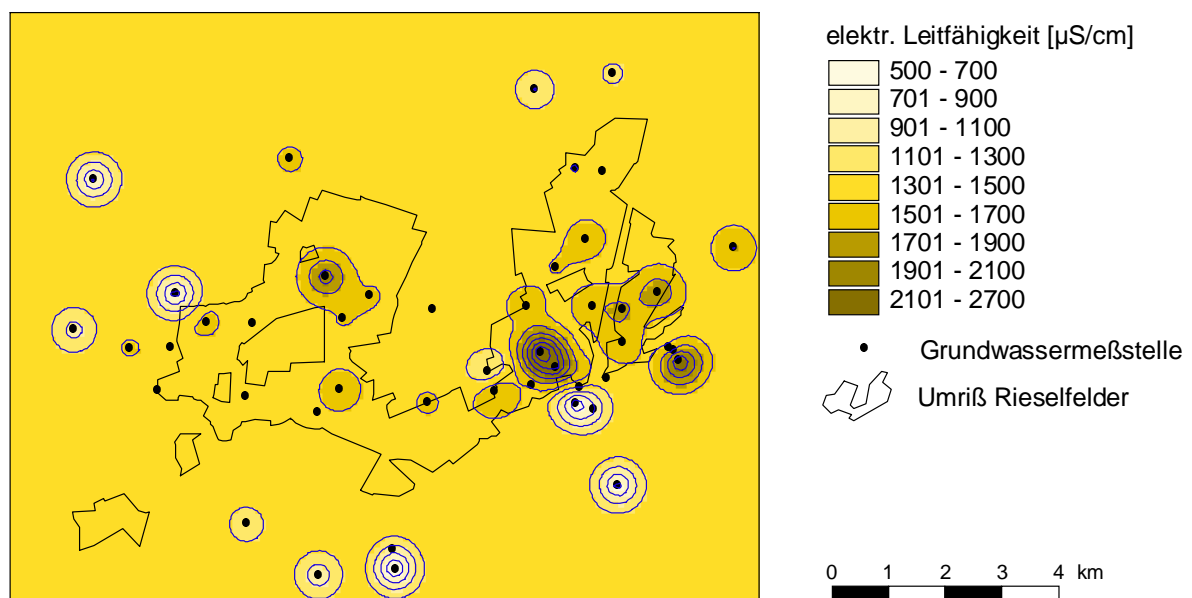 elektr. Leitfähigkeit [µS/cm]
500 - 700
701 - 900
901 - 1100
1101 - 1300
1301 - 1500
1501 - 1700
1701 - 1900
1901 - 2100
2101 - 2700
Grundwassermeßstelle
Umriß Rieselfelder
0 1 2 3 4 km